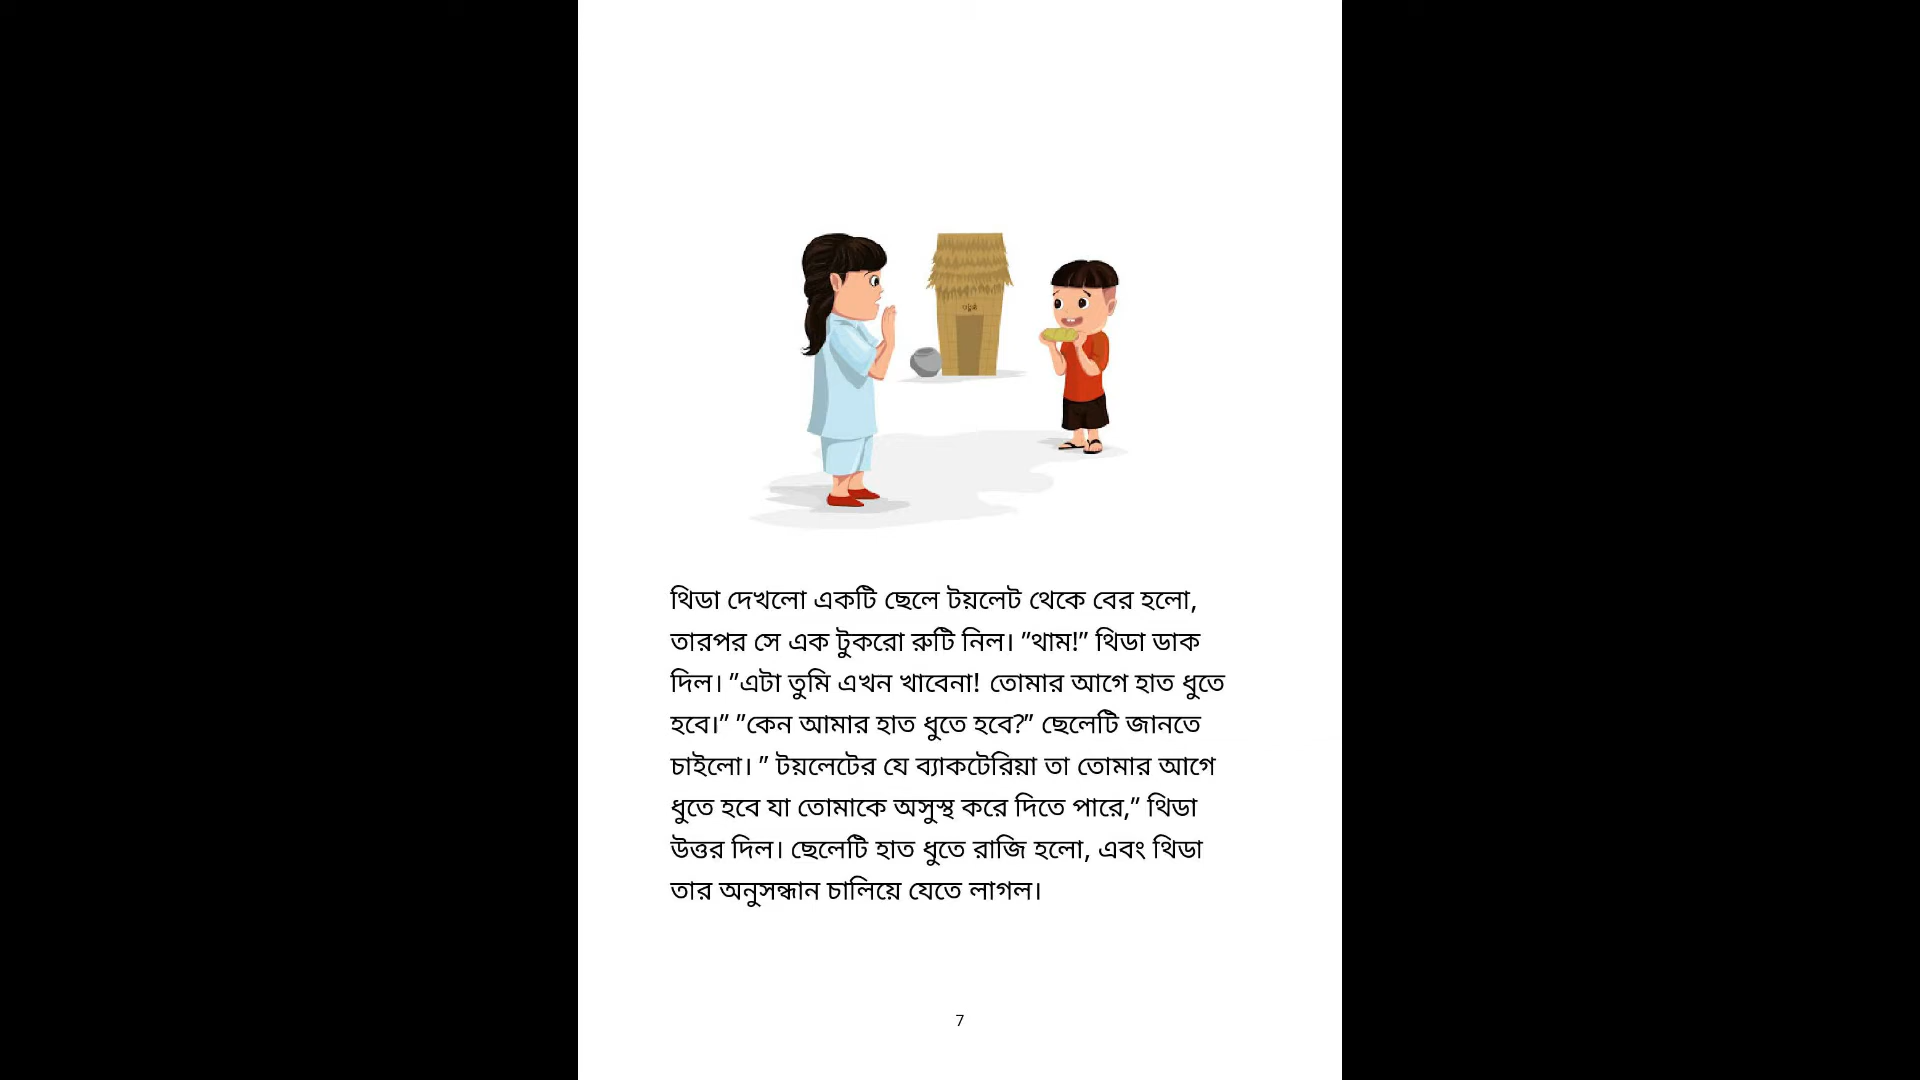 থিডা দেখলো একটি ছেলে টয়লেট থেকে বের হলো,
তারপর সে এক টুকরো রুটি নিল। ”থাম!” থিডা ডাক
দিল। ”এটা তুমি এখন খাবেনা! তোমার আগে হাত ধুতে
হবে।” ”কেন আমার হাত ধুতে হবে?” ছেলেটি জানতে
চাইলো। ” টয়লেটের যে ব্যাকটেরিয়া তা তোমার আগে
ধুতে হবে যা তোমাকে অসুস্থ করে দিতে পারে,” থিডা
উত্তর দিল। ছেলেটি হাত ধুতে রাজি হলো, এবং থিডা
তার অনুসন্ধান চালিয়ে যেতে লাগল।
7